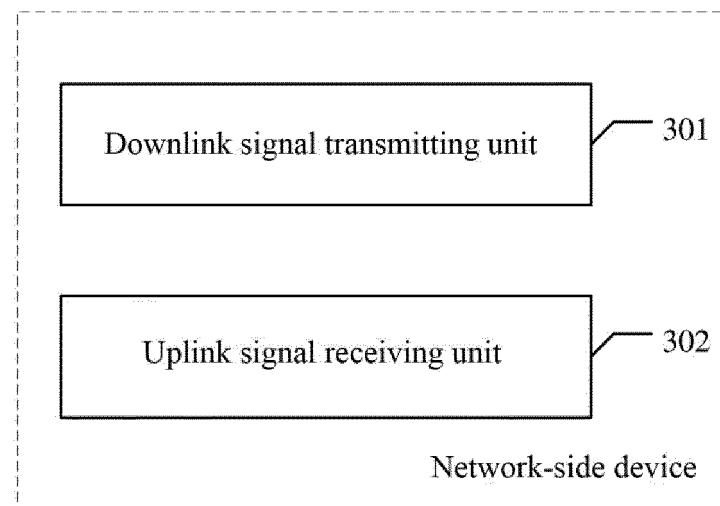 Downlink signal transmitting unit
301
Uplink signal receiving unit
302
Network-side device